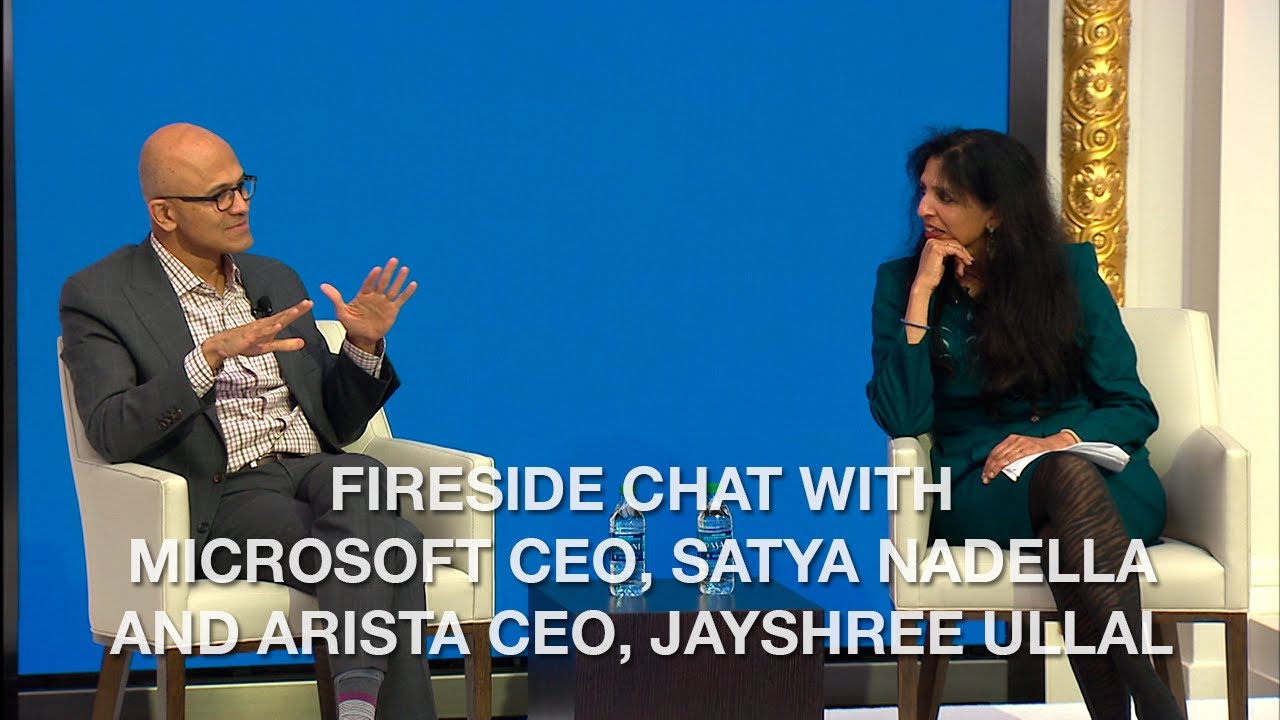 FIRESIDE CHAT WITH
MICROSOFT CEO, SATYA NADELLA
AND ARISTA CEO, JAYSHREE ULLAL